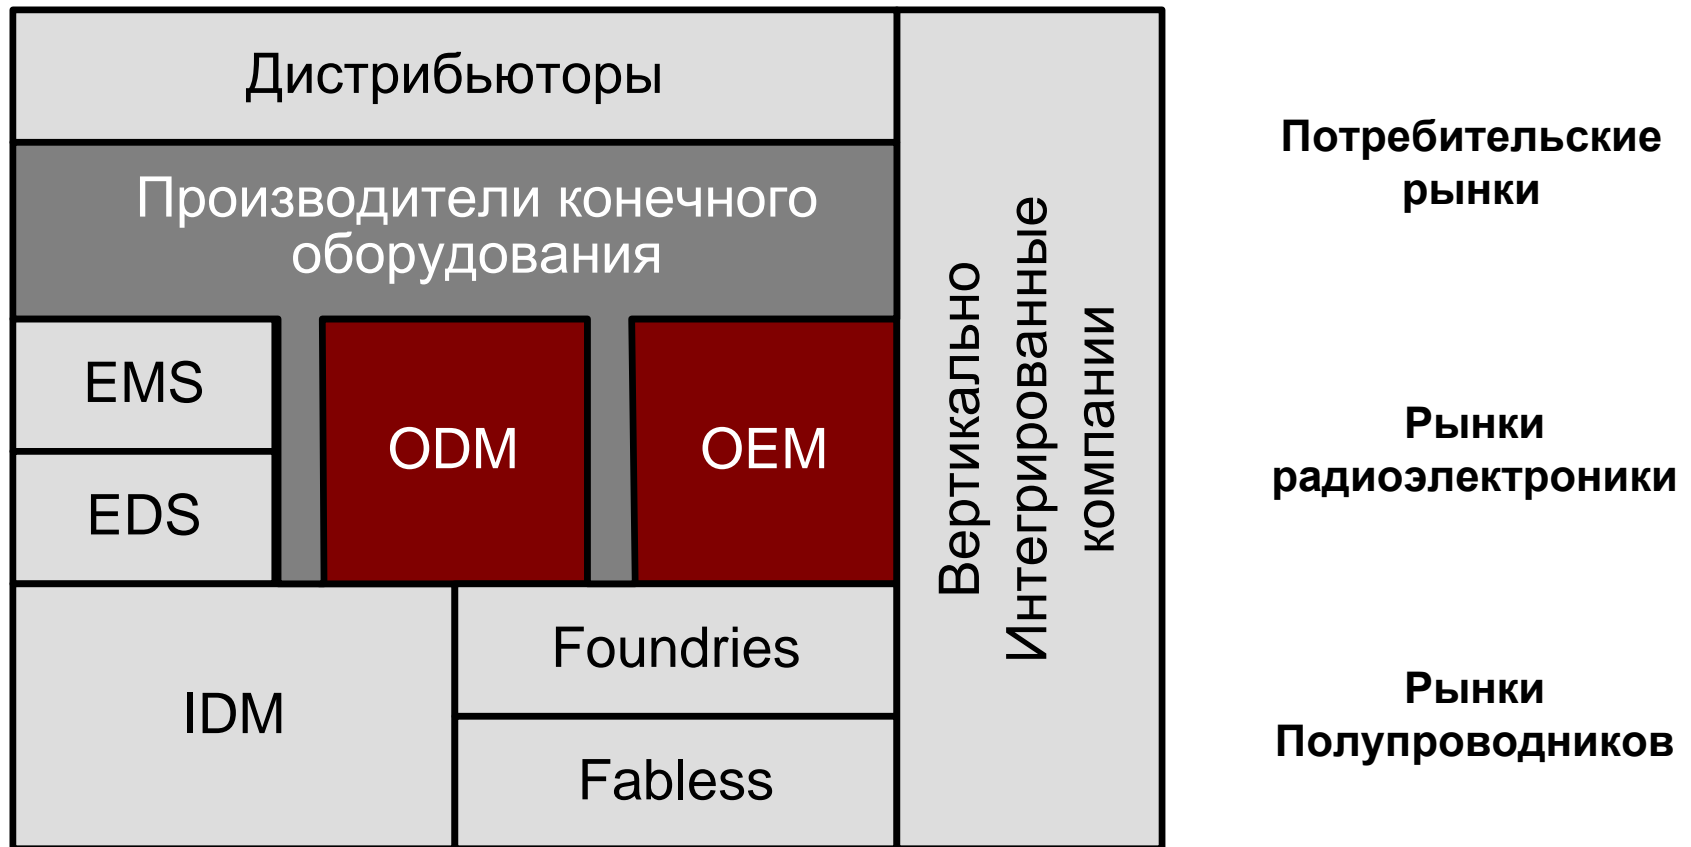 Дистрибьюторы
Производители конечного
оборудования
EMS
EDS
ODM
OEM
IDM
Foundries
Fabless
Вертикально
Интегрированные
компании
Потребительские
рынки
Рынки
радиоэлектроники
Рынки
Полупроводников